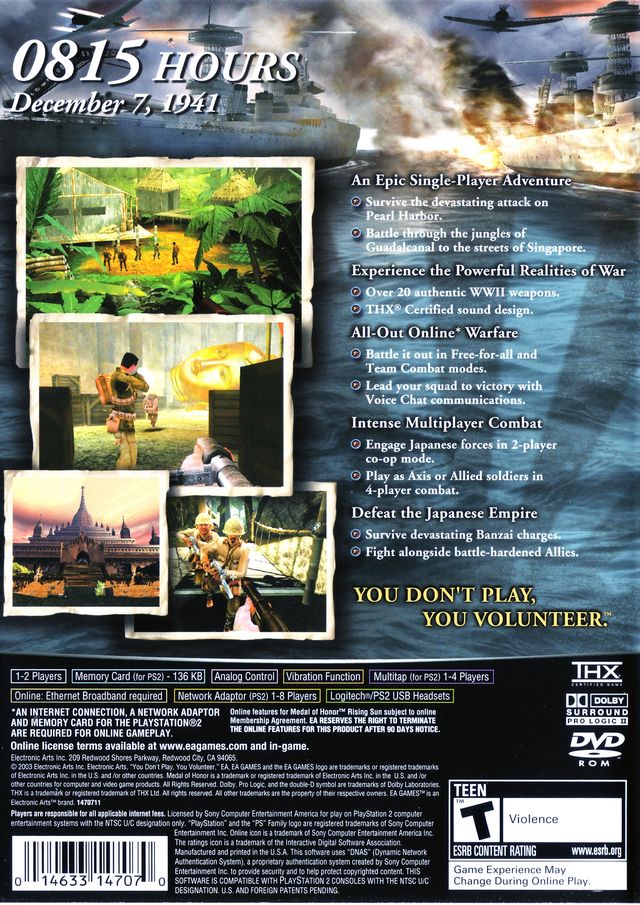 0815 HOURS
December 7, 1941
An Epic Single-Player Adventure
Survive the devastating attack on
Pearl Harbor.
Battle through the jungles of
Guadalcanal to the streets of Singapore.
Experience the Powerful Realities of War
Over 20 authentic WWII weapons.
THX® Certified sound design.
All-Out Online* Warfare
Battle it out in Free-for-all and
Team Combat modes.
Lead your squad to victory with
Voice Chat communications.
Intense Multiplayer Combat
Engage Japanese forces in 2-player
co-op mode.
Play as Axis or Allied soldiers in
4-player combat.
Defeat the Japanese Empire
Survive devastating Banzai charges.
Fight alongside battle-hardened Allies.
YOU DON'T PLAY,
YOU VOLUNTEER.™
1-2 Players
Memory Card (for PS2) - 136 KB
Analog Control
Vibration Function
Multitap (for PS2) 1-4 Players
Online: Ethernet Broadband required
Network Adaptor (PS2) 1-8 Players
Logitech®/PS2 USB Headsets
*AN INTERNET CONNECTION, A NETWORK ADAPTOR
AND MEMORY CARD FOR THE PLAYSTATION®2
ARE REQUIRED FOR ONLINE GAMEPLAY.
Online features for Medal of Honor™ Rising Sun subject to online
Membership Agreement. EA RESERVES THE RIGHT TO TERMINATE
THE ONLINE FEATURES FOR THIS PRODUCT AFTER 90 DAYS NOTICE.
Online license terms available at www.eagames.com and in-game.
Electronic Arts Inc. 209 Redwood Shores Parkway, Redwood City, CA 94065.
© 2003 Electronic Arts Inc. Electronic Arts, "You Don't Play, You Volunteer," EA, EA GAMES and the EA GAMES logo are trademarks or registered trademarks
of Electronic Arts Inc. in the U.S. and/or other countries. Medal of Honor is a trademark or registered trademark of Electronic Arts Inc. in the U.S. and/or
other countries for computer and video game products. All Rights Reserved. Dolby, Pro Logic, and the double-D symbol are trademarks of Dolby Laboratories.
THX is a trademark or registered trademark of THX Ltd. All rights reserved. All other trademarks are the property of their respective owners. EA GAMES™ is an
Electronic Arts™ brand. 1470711
Players are responsible for all applicable internet fees. Licensed by Sony Computer Entertainment America for play on PlayStation 2 computer
entertainment systems with the NTSC U/C designation only. "PlayStation" and the "PS" Family logo are registered trademarks of Sony Computer
Entertainment Inc. Online icon is a trademark of Sony Computer Entertainment America Inc.
The ratings icon is a trademark of the Interactive Digital Software Association.
Manufactured and printed in the U.S.A. This software uses "DNAS" (Dynamic Network
Authentication System), a proprietary authentication system created by Sony Computer
Entertainment Inc. to provide security and to help protect copyrighted content. THIS
SOFTWARE IS COMPATIBLE WITH PLAYSTATION 2 CONSOLES WITH THE NTSC U/C
DESIGNATION. U.S. AND FOREIGN PATENTS PENDING.
0 14633 14707 0
THX
CERTIFIED GAME
DOLBY
SURROUND
PRO LOGIC II
DVD
ROM
TEEN
T
Violence
ESRB CONTENT RATING
www.esrb.org
Game Experience May
Change During Online Play.